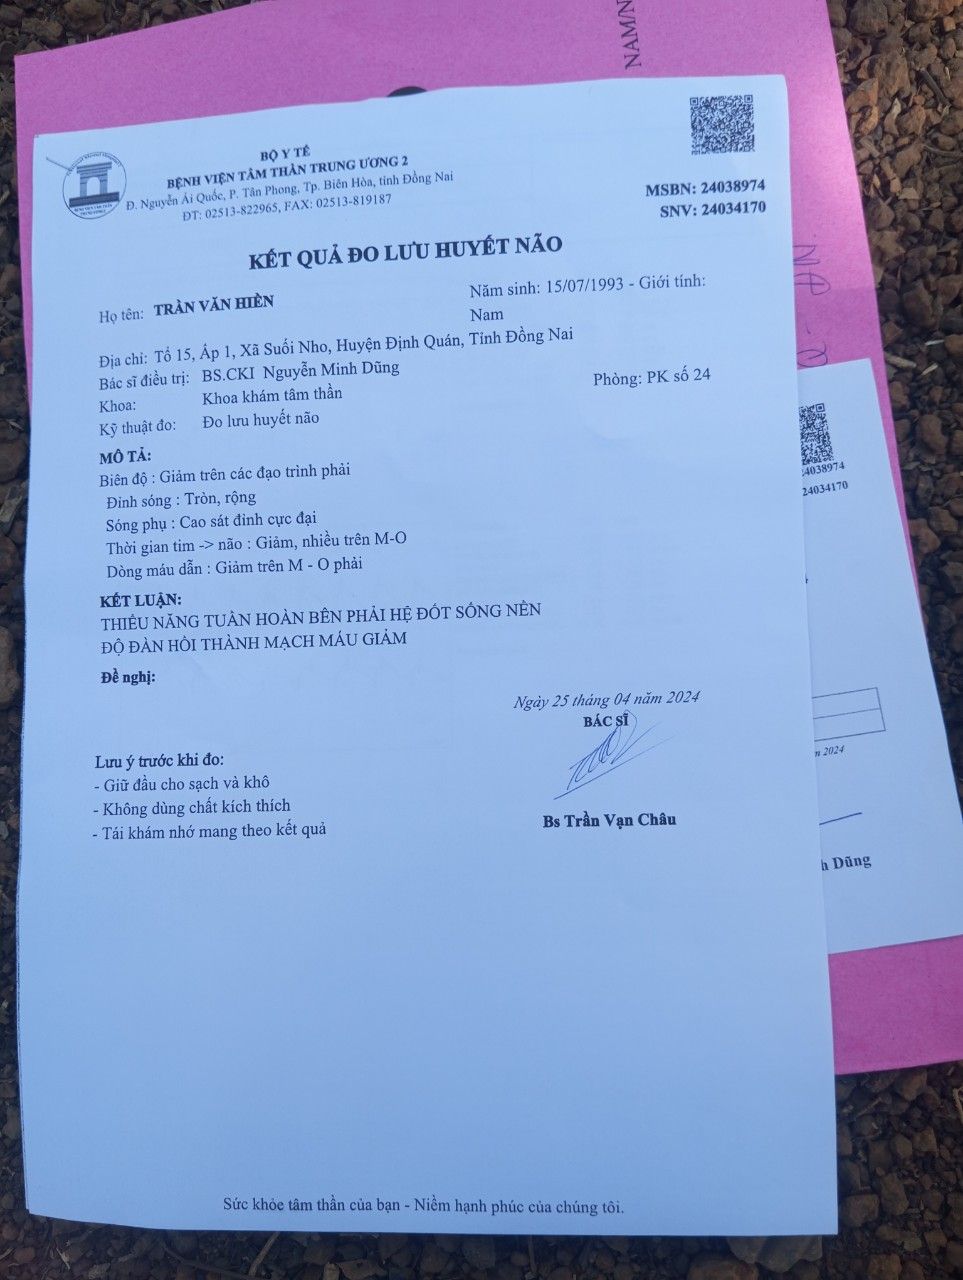 NAM/N
BỘ Y TẾ
BỆNH VIỆN TÂM THẦN TRUNG ƯƠNG 2
Đ. Nguyễn Ái Quốc, P. Tân Phong, Tp. Biên Hòa, tỉnh Đồng Nai
ĐT: 02513-822965, FAX: 02513-819187
MSBN: 24038974
SNV: 24034170
KẾT QUẢ ĐO LƯU HUYẾT NÃO
Họ tên: TRẦN VĂN HIỀN
Năm sinh: 15/07/1993 - Giới tính:
Nam
Địa chỉ: Tổ 15, Ấp 1, Xã Suối Nho, Huyện Định Quán, Tỉnh Đồng Nai
Bác sĩ điều trị: BS.CKI Nguyễn Minh Dũng
Khoa: Khoa khám tâm thần
Phòng: PK số 24
Kỹ thuật đo: Đo lưu huyết não
MÔ TẢ:
Biên độ : Giảm trên các đạo trình phải
Đỉnh sóng : Tròn, rộng
Sóng phụ : Cao sát đỉnh cực đại
Thời gian tim -> não : Giảm, nhiều trên M-O
Dòng máu dẫn : Giảm trên M - O phải
KẾT LUẬN:
THIỂU NĂNG TUẦN HOÀN BÊN PHẢI HỆ ĐỐT SỐNG NỀN
ĐỘ ĐÀN HỒI THÀNH MẠCH MÁU GIẢM
Đề nghị:
Ngày 25 tháng 04 năm 2024
BÁC SĨ
Lưu ý trước khi đo:
- Giữ đầu cho sạch và khô
- Không dùng chất kích thích
- Tái khám nhớ mang theo kết quả
Bs Trần Vạn Châu
Sức khỏe tâm thần của bạn - Niềm hạnh phúc của chúng tôi.
24038974
24034170
m 2024
h Dũng